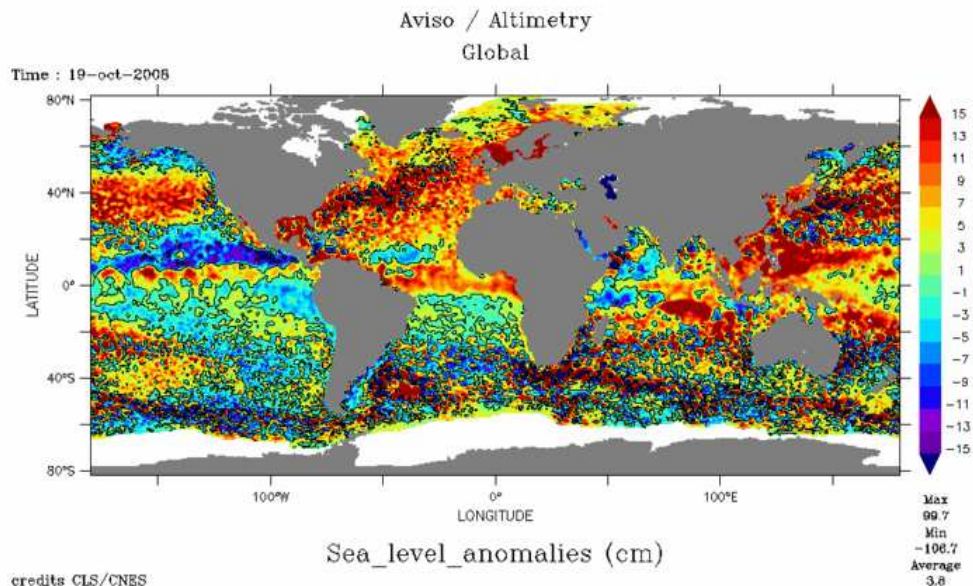 Aviso / Altimetry
Global
Time : 19-oct-2008
80°N
40°N
0°
40°S
80°S
LATITUDE
100°W
0°
100°E
LONGITUDE
15
13
11
9
7
5
3
1
-1
-3
-5
-7
-9
-11
-13
-15
Max
99.7
Min
-106.7
Average
3.8
Sea_level_anomalies (cm)
credits CLS/CNES